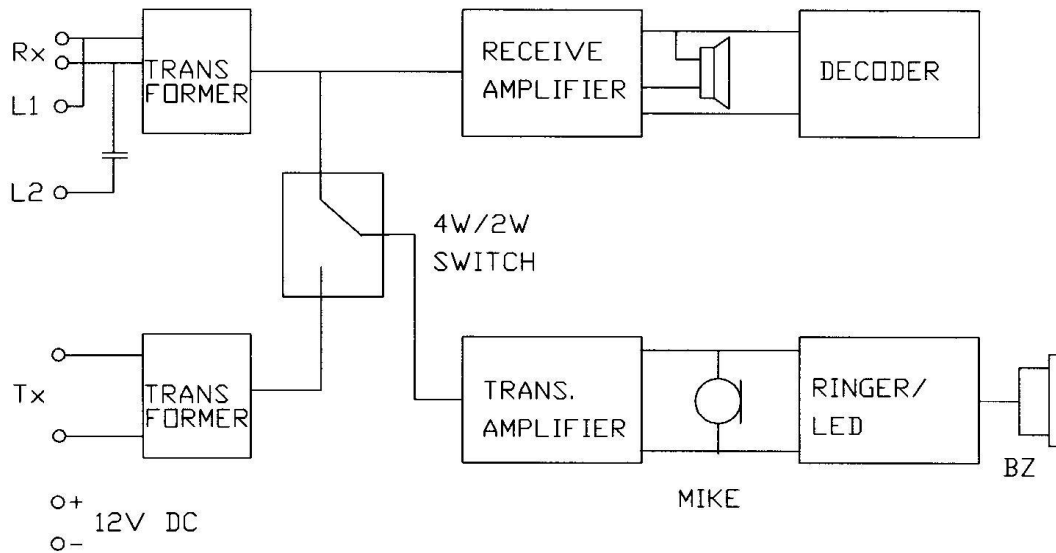 Rx
L1
L2
TRANS
FORMER
RECEIVE
AMPLIFIER
DECODER
4W/2W
SWITCH
Tx
TRANS
FORMER
TRANS.
AMPLIFIER
MIKE
RINGER/
LED
BZ
+
12V DC
-